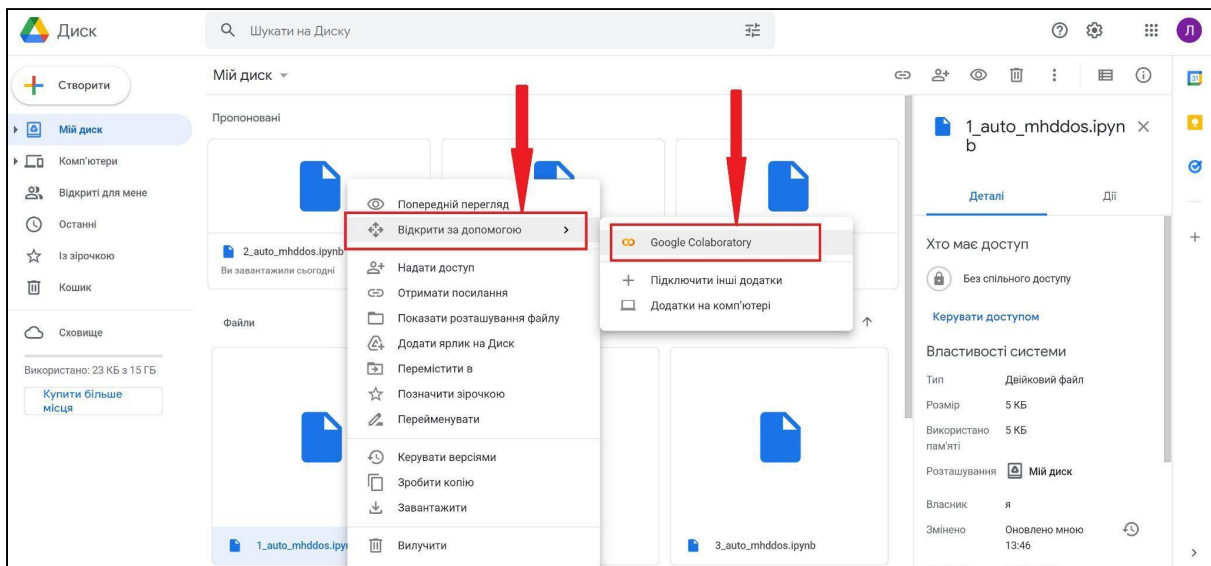 Диск
Шукати на Диску
Л
Створити
Мій диск
31
Мій диск
Комп'ютери
Відкриті для мене
Останні
Із зірочкою
Кошик
Сховище
Використано: 23 КБ з 15 ГБ
Купити більше
місця
Пропоновані
2_auto_mhddos.ipynb
Ви завантажили сьогодні
Файли
1_auto_mhddos.ipy
3_auto_mhddos.ipynb
Попередній перегляд
Відкрити за допомогою
Надати доступ
Отримати посилання
Показати розташування файлу
Додати ярлик на Диск
Перемістити в
Позначити зірочкою
Перейменувати
Керувати версіями
Зробити копію
Завантажити
Вилучити
Google Colaboratory
Підключити інші додатки
Додатки на комп'ютері
1_auto_mhddos.ipyn
b
Деталі
Дії
Хто має доступ
Без спільного доступу
Керувати доступом
Властивості системи
Тип Двійковий файл
Розмір 5 КБ
Використано 5 КБ
пам'яті
Розташування Мій диск
Власник я
Змінено Оновлено мною
13:46